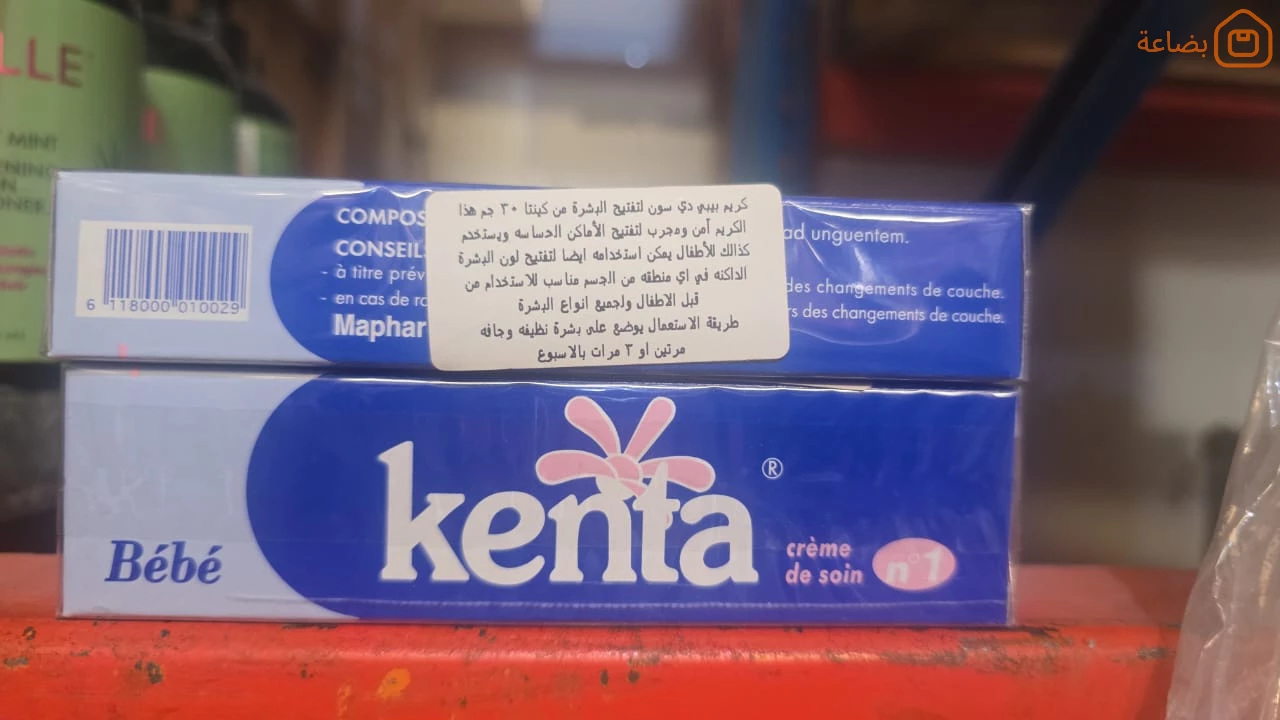 بضاعة
LLE
MINT
COMPOS
CONSEILS
- à titre prév
- en cas de ro
Maphar
6 118000 010029
كريم بيبي دي سون لتفتيح البشرة من كينتا ٣٠ جم هذا
الكريم آمن ومجرب لتفتيح الأماكن الحساسه ويستخدم
كذالك للأطفال يمكن استخدامه ايضا لتفتيح لون البشرة
الداكنه في اي منطقه من الجسم مناسب للاستخدام من
قبل الاطفال ولجميع انواع البشرة
طريقة الاستعمال يوضع على بشرة نظيفه وجافه
مرتين او ٣ مرات بالاسبوع
ad unguentem.
des changements de couche.
rs des changements de couche.
Bébé
kenta ®
crème
de soin
n°1